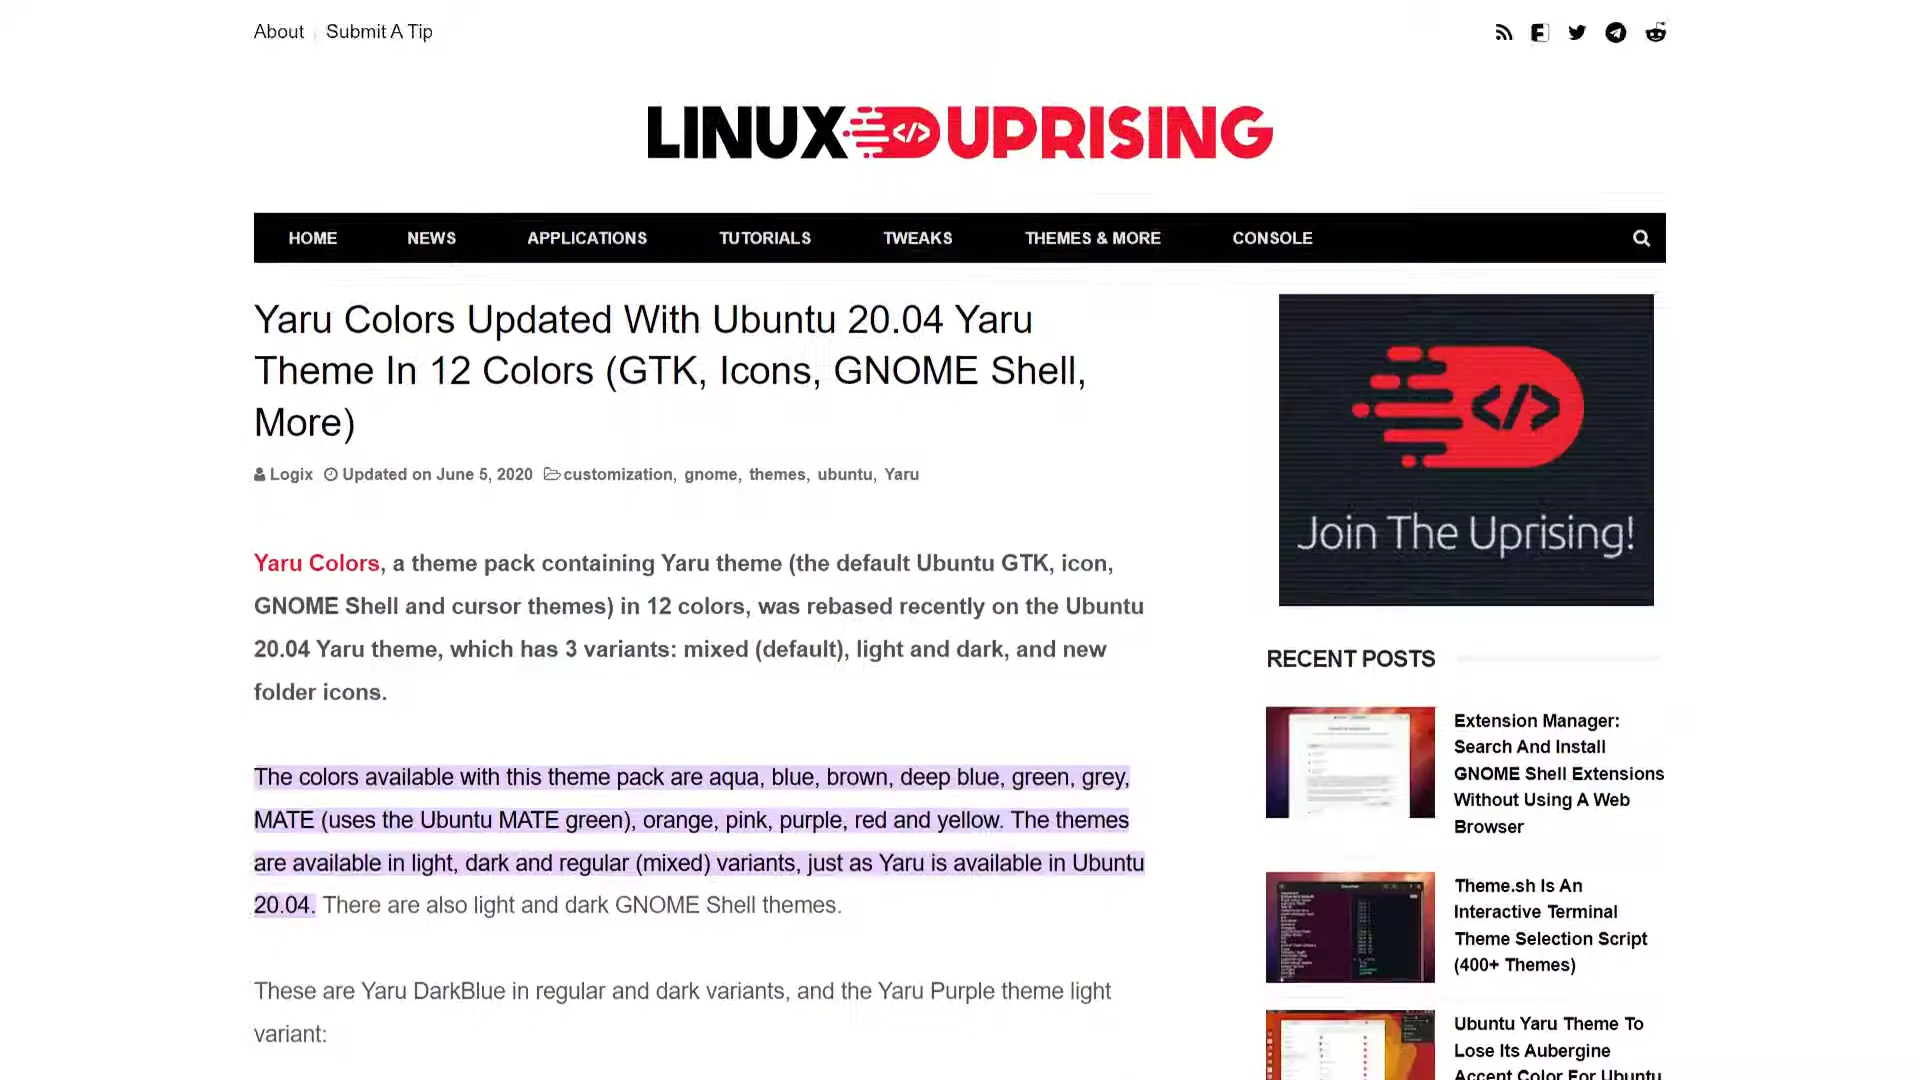 About
Submit A Tip
LINUX </> UPRISING
HOME
NEWS
APPLICATIONS
TUTORIALS
TWEAKS
THEMES & MORE
CONSOLE
Yaru Colors Updated With Ubuntu 20.04 Yaru
Theme In 12 Colors (GTK, Icons, GNOME Shell,
More)
Logix Updated on June 5, 2020 customization, gnome, themes, ubuntu, Yaru
Yaru Colors, a theme pack containing Yaru theme (the default Ubuntu GTK, icon,
GNOME Shell and cursor themes) in 12 colors, was rebased recently on the Ubuntu
20.04 Yaru theme, which has 3 variants: mixed (default), light and dark, and new
folder icons.
The colors available with this theme pack are aqua, blue, brown, deep blue, green, grey,
MATE (uses the Ubuntu MATE green), orange, pink, purple, red and yellow. The themes
are available in light, dark and regular (mixed) variants, just as Yaru is available in Ubuntu
20.04. There are also light and dark GNOME Shell themes.
These are Yaru DarkBlue in regular and dark variants, and the Yaru Purple theme light
variant:
</>
Join The Uprising!
RECENT POSTS
Extension Manager:
Search And Install
GNOME Shell Extensions
Without Using A Web
Browser
Theme.sh Is An
Interactive Terminal
Theme Selection Script
(400+ Themes)
Ubuntu Yaru Theme To
Lose Its Aubergine
Accent Color For Ubuntu